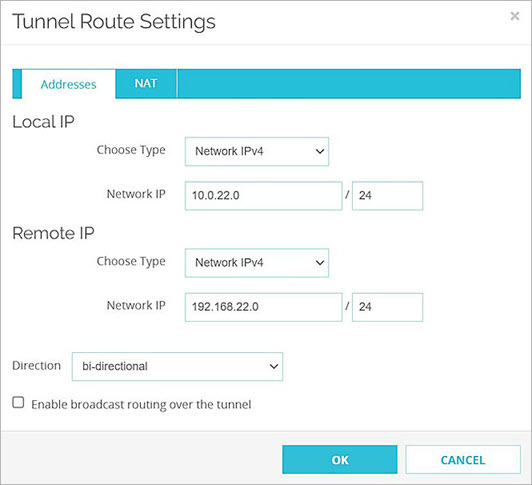 Tunnel Route Settings ×
Addresses NAT
Local IP
Choose Type Network IPv4
Network IP 10.0.22.0 / 24
Remote IP
Choose Type Network IPv4
Network IP 192.168.22.0 / 24
Direction bi-directional
Enable broadcast routing over the tunnel
OK CANCEL